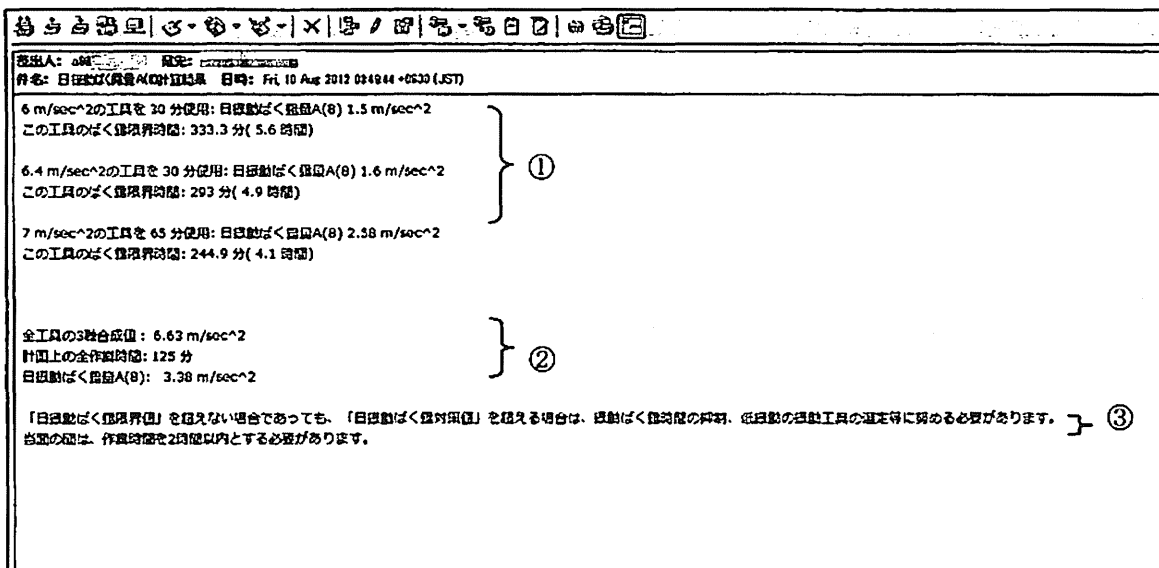 差出人: 宛先:
件名: 日振動ばく露量A(8)計算結果 日時: Fri, 10 Aug 2012 +0900 (JST)
6 m/sec^2の工具を 30 分使用: 日振動ばく露量A(8) 1.5 m/sec^2
この工具のばく露限界時間: 333.3 分( 5.6 時間)
①
6.4 m/sec^2の工具を 30 分使用: 日振動ばく露量A(8) 1.6 m/sec^2
この工具のばく露限界時間: 293 分( 4.9 時間)
7 m/sec^2の工具を 65 分使用: 日振動ばく露量A(8) 2.58 m/sec^2
この工具のばく露限界時間: 244.9 分( 4.1 時間)
全工具の3軸合成値: 6.63 m/sec^2
計画上の全作業時間: 125 分
②
日振動ばく露量A(8): 3.38 m/sec^2
「日振動ばく露限界値」を超えない場合であっても、「日振動ばく露対策値」を超える場合は、振動ばく露時間の抑制、低振動の振動工具の選定等に努める必要があります。
③
当面の間は、作業時間を2時間以内とする必要があります。